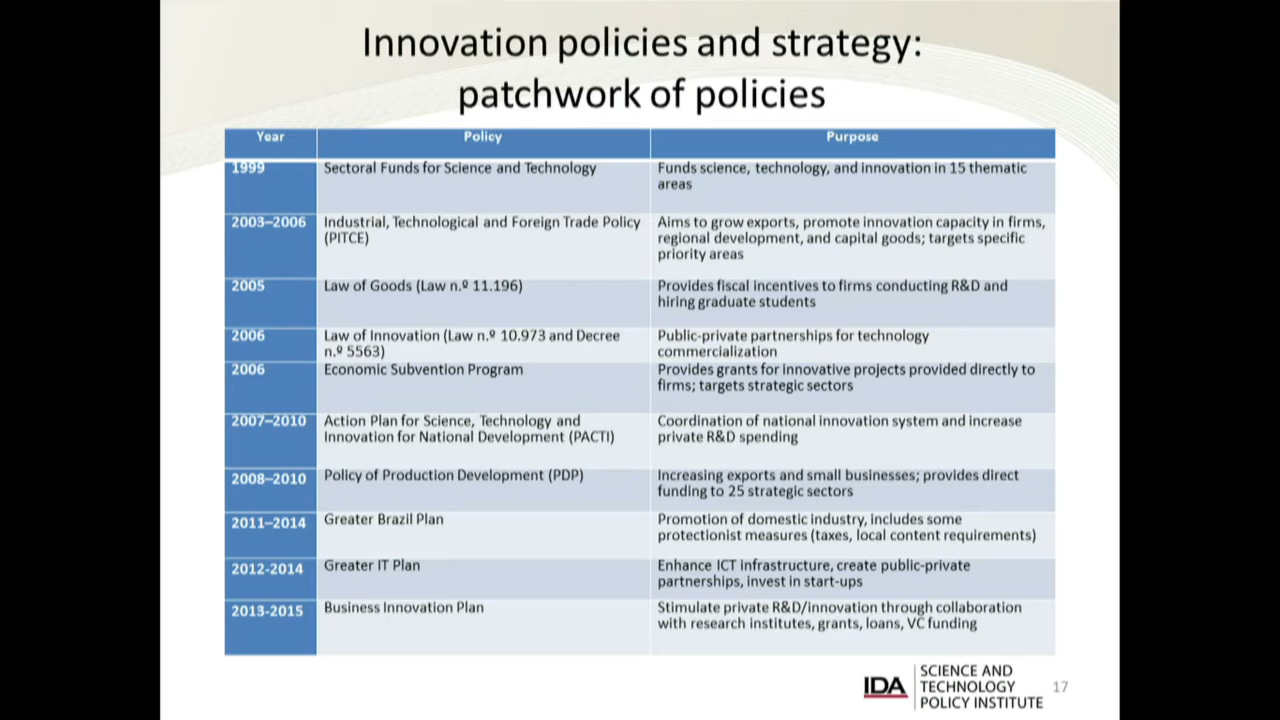 Innovation policies and strategy:
patchwork of policies
Year Policy Purpose
1999 Sectoral Funds for Science and Technology Funds science, technology, and innovation in 15 thematic
areas
2003–2006 Industrial, Technological and Foreign Trade Policy Aims to grow exports, promote innovation capacity in firms,
(PITCE) regional development, and capital goods; targets specific
priority areas
2005 Law of Goods (Law n.º 11.196) Provides fiscal incentives to firms conducting R&D and
hiring graduate students
2006 Law of Innovation (Law n.º 10.973 and Decree Public-private partnerships for technology
n.º 5563) commercialization
2006 Economic Subvention Program Provides grants for innovative projects provided directly to
firms; targets strategic sectors
2007–2010 Action Plan for Science, Technology and Coordination of national innovation system and increase
Innovation for National Development (PACTI) private R&D spending
2008–2010 Policy of Production Development (PDP) Increasing exports and small businesses; provides direct
funding to 25 strategic sectors
2011–2014 Greater Brazil Plan Promotion of domestic industry, includes some
protectionist measures (taxes, local content requirements)
2012-2014 Greater IT Plan Enhance ICT infrastructure, create public-private
partnerships, invest in start-ups
2013-2015 Business Innovation Plan Stimulate private R&D/innovation through collaboration
with research institutes, grants, loans, VC funding
IDA SCIENCE AND
TECHNOLOGY
POLICY INSTITUTE
17